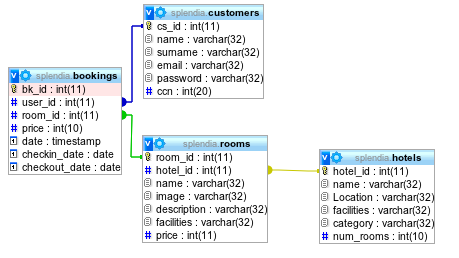 splendia.customers
cs_id : int(11)
name : varchar(32)
surname : varchar(32)
email : varchar(32)
password : varchar(32)
ccn : int(20)
splendia.bookings
bk_id : int(11)
user_id : int(11)
room_id : int(11)
price : int(10)
date : timestamp
checkin_date : date
checkout_date : date
splendia.rooms
room_id : int(11)
hotel_id : int(11)
name : varchar(32)
image : varchar(32)
description : varchar(32)
facilities : varchar(32)
price : int(11)
splendia.hotels
hotel_id : int(11)
name : varchar(32)
Location : varchar(32)
facilities : varchar(32)
category : varchar(32)
num_rooms : int(10)